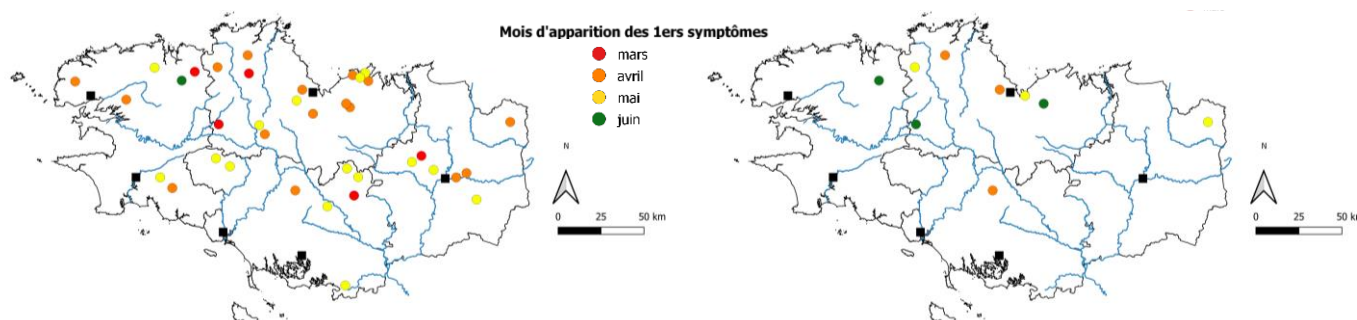 Mois d'apparition des 1ers symptômes
mars
avril
mai
juin
N
0 25 50 km
N
0 25 50 km